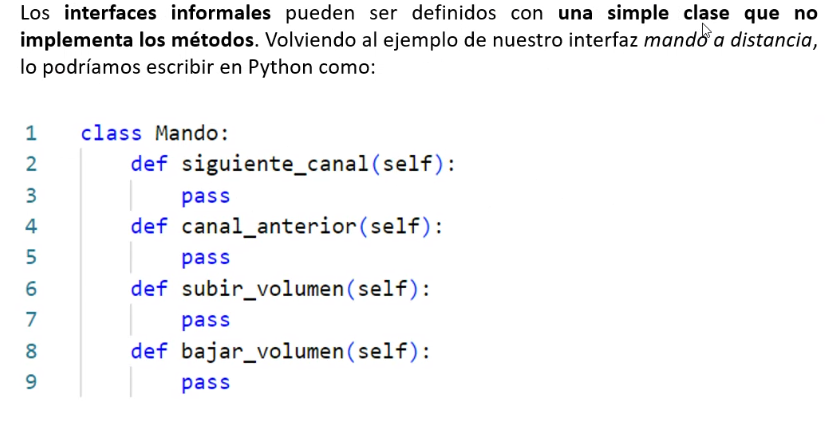 Los interfaces informales pueden ser definidos con una simple clase que no
implementa los métodos. Volviendo al ejemplo de nuestro interfaz mando a distancia,
lo podríamos escribir en Python como:
1 class Mando:
2 def siguiente_canal(self):
3 pass
4 def canal_anterior(self):
5 pass
6 def subir_volumen(self):
7 pass
8 def bajar_volumen(self):
9 pass